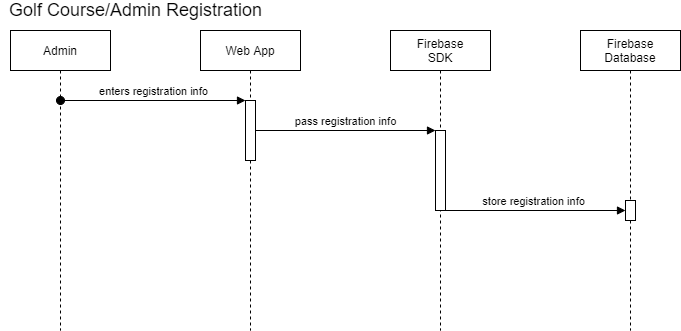 Golf Course/Admin Registration
Admin
Web App
Firebase
SDK
Firebase
Database
enters registration info
pass registration info
store registration info